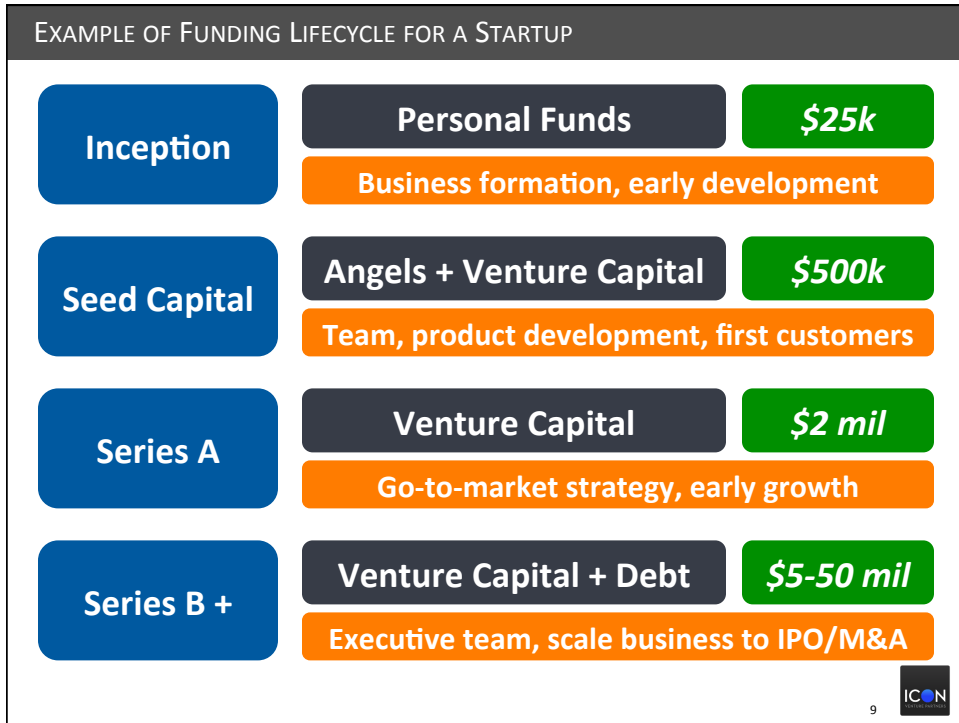 EXAMPLE OF FUNDING LIFECYCLE FOR A STARTUP
Inception
Personal Funds
$25k
Business formation, early development
Seed Capital
Angels + Venture Capital
$500k
Team, product development, first customers
Series A
Venture Capital
$2 mil
Go-to-market strategy, early growth
Series B +
Venture Capital + Debt
$5-50 mil
Executive team, scale business to IPO/M&A
9
ICON
VENTURE PARTNERS